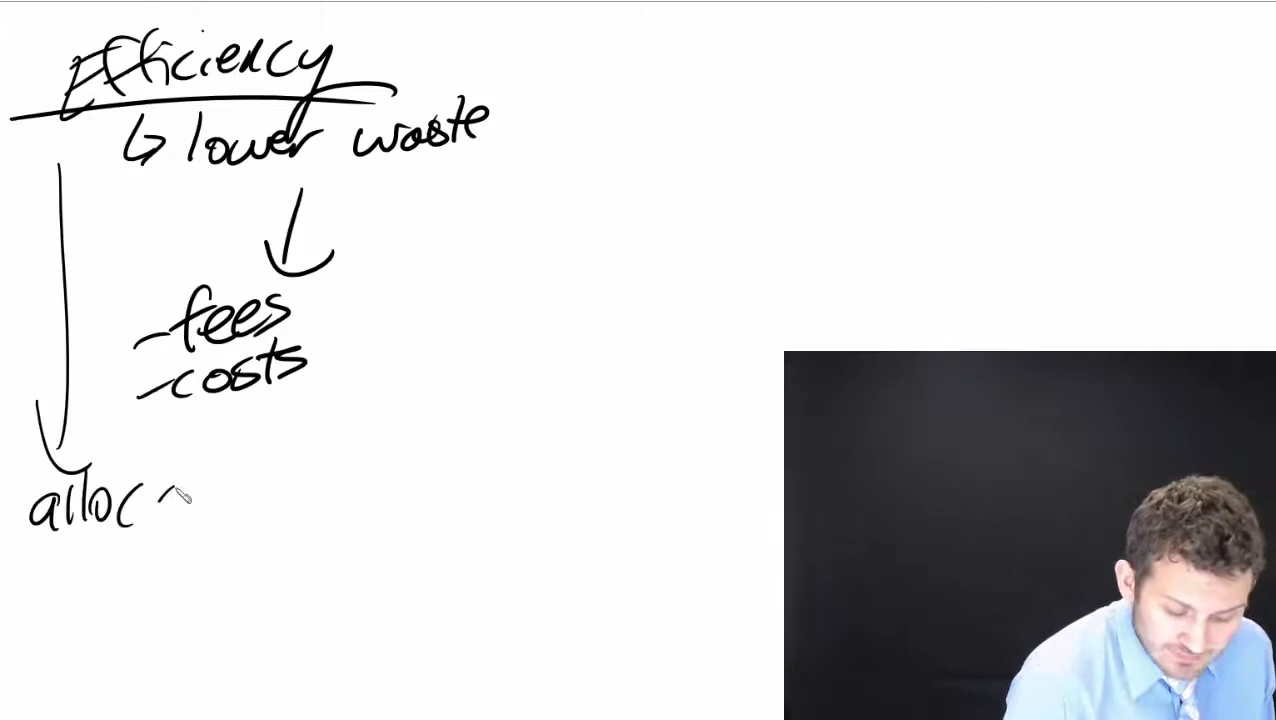 Efficiency
↳ lower waste
- fees
- costs
alloc